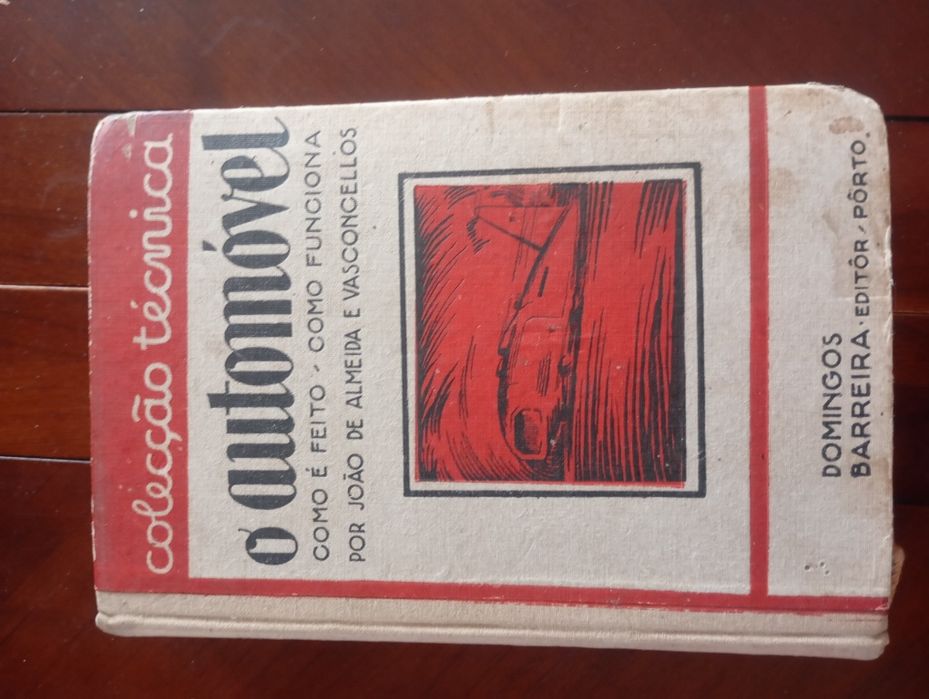 colecção técnica
o automóvel
COMO É FEITO - COMO FUNCIONA
POR JOÃO DE ALMEIDA E VASCONCELLOS
DOMINGOS
BARREIRA · EDITÔR - PÔRTO.